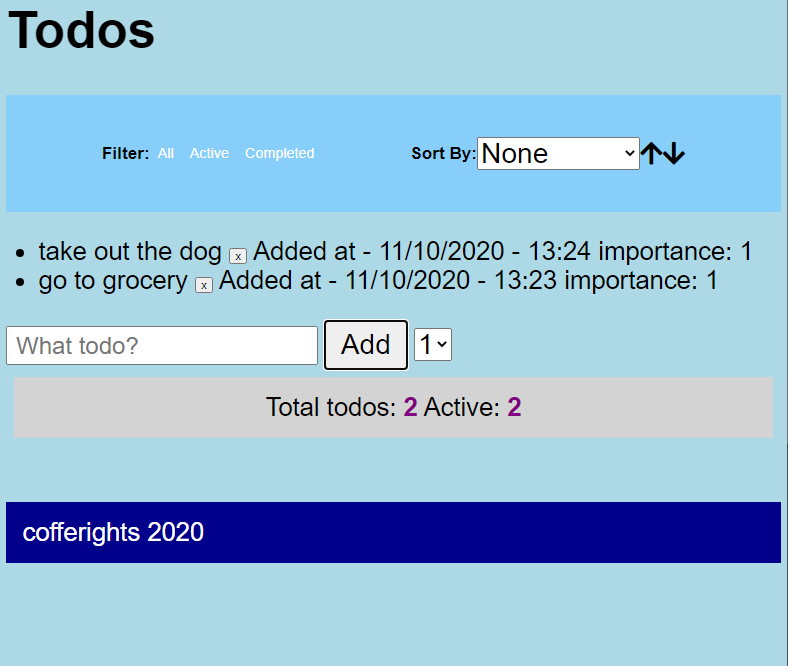 Todos
Filter: All Active Completed Sort By: None
take out the dog x Added at - 11/10/2020 - 13:24 importance: 1
go to grocery x Added at - 11/10/2020 - 13:23 importance: 1
What todo? Add 1
Total todos: 2 Active: 2
cofferights 2020